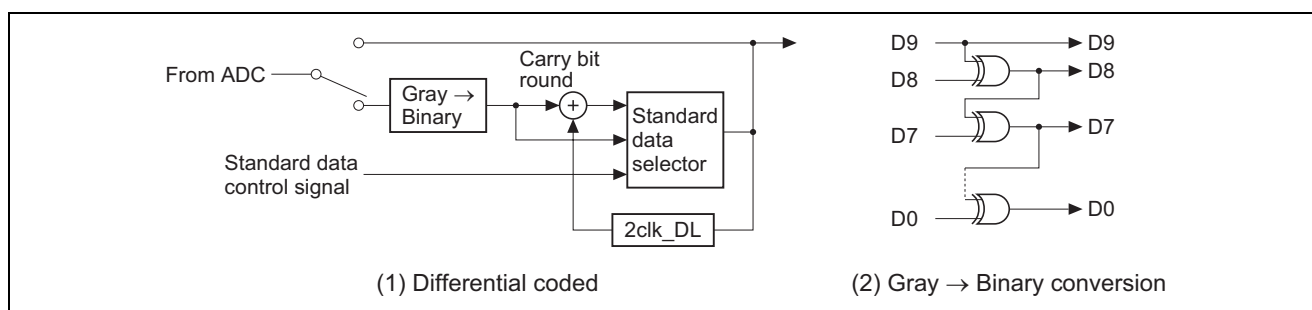 From ADC
Gray →
Binary
Carry bit
round
+
Standard
data
selector
Standard data
control signal
2clk_DL
(1) Differential coded
D9
D9
D8
D8
D7
D7
D0
D0
(2) Gray → Binary conversion